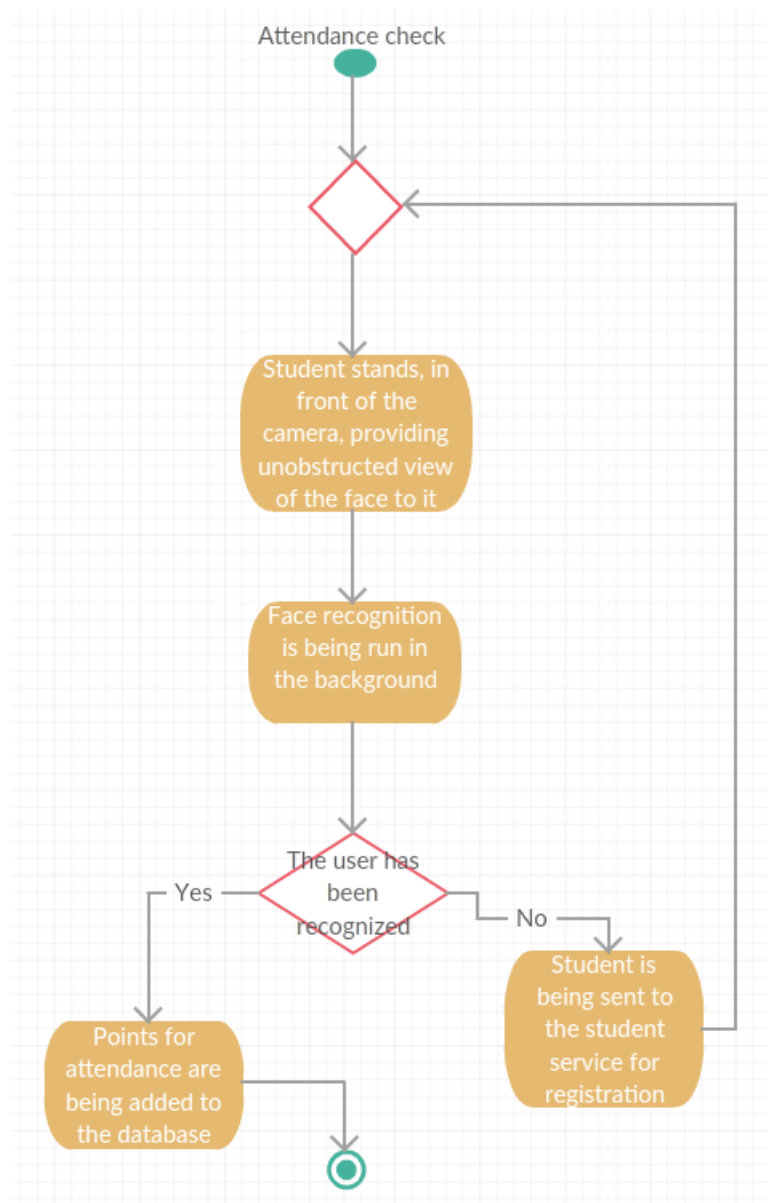 Attendance check
Student stands, in
front of the
camera, providing
unobstructed view
of the face to it
Face recognition
is being run in
the background
The user has
been
recognized
Yes
No
Student is
being sent to
the student
service for
registration
Points for
attendance are
being added to
the database